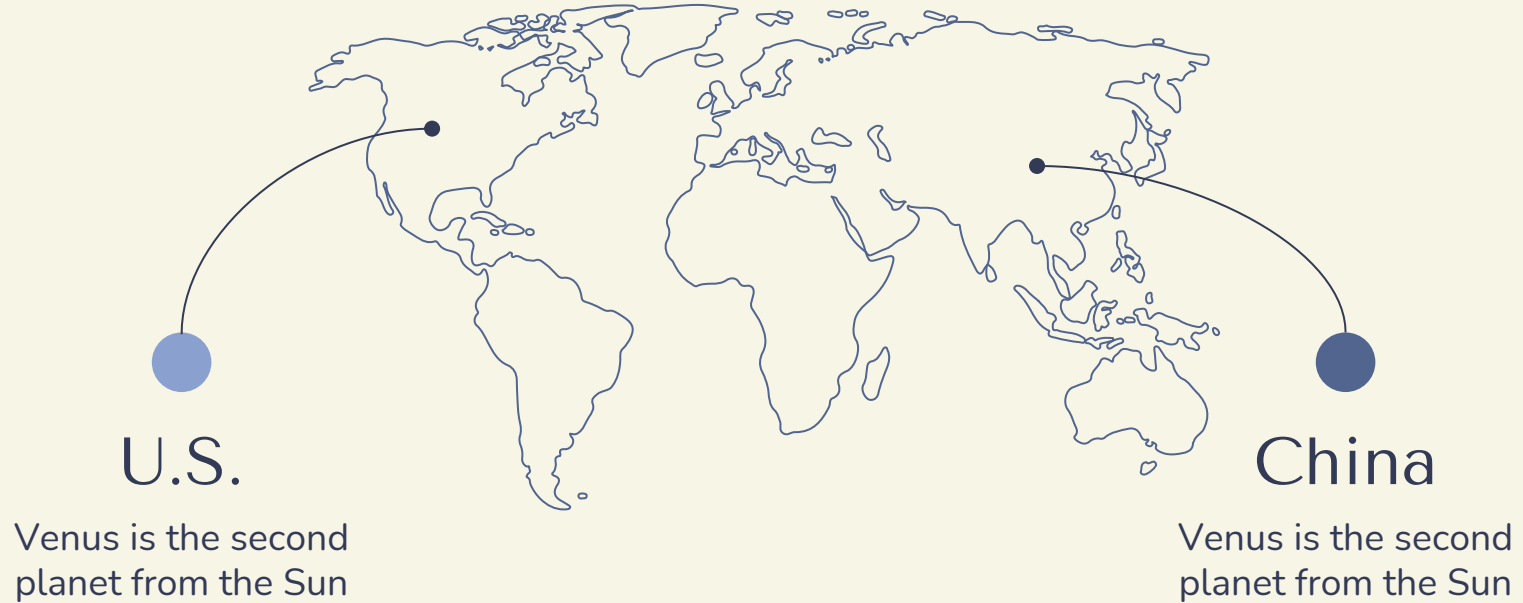 U.S.
Venus is the second
planet from the Sun
China
Venus is the second
planet from the Sun